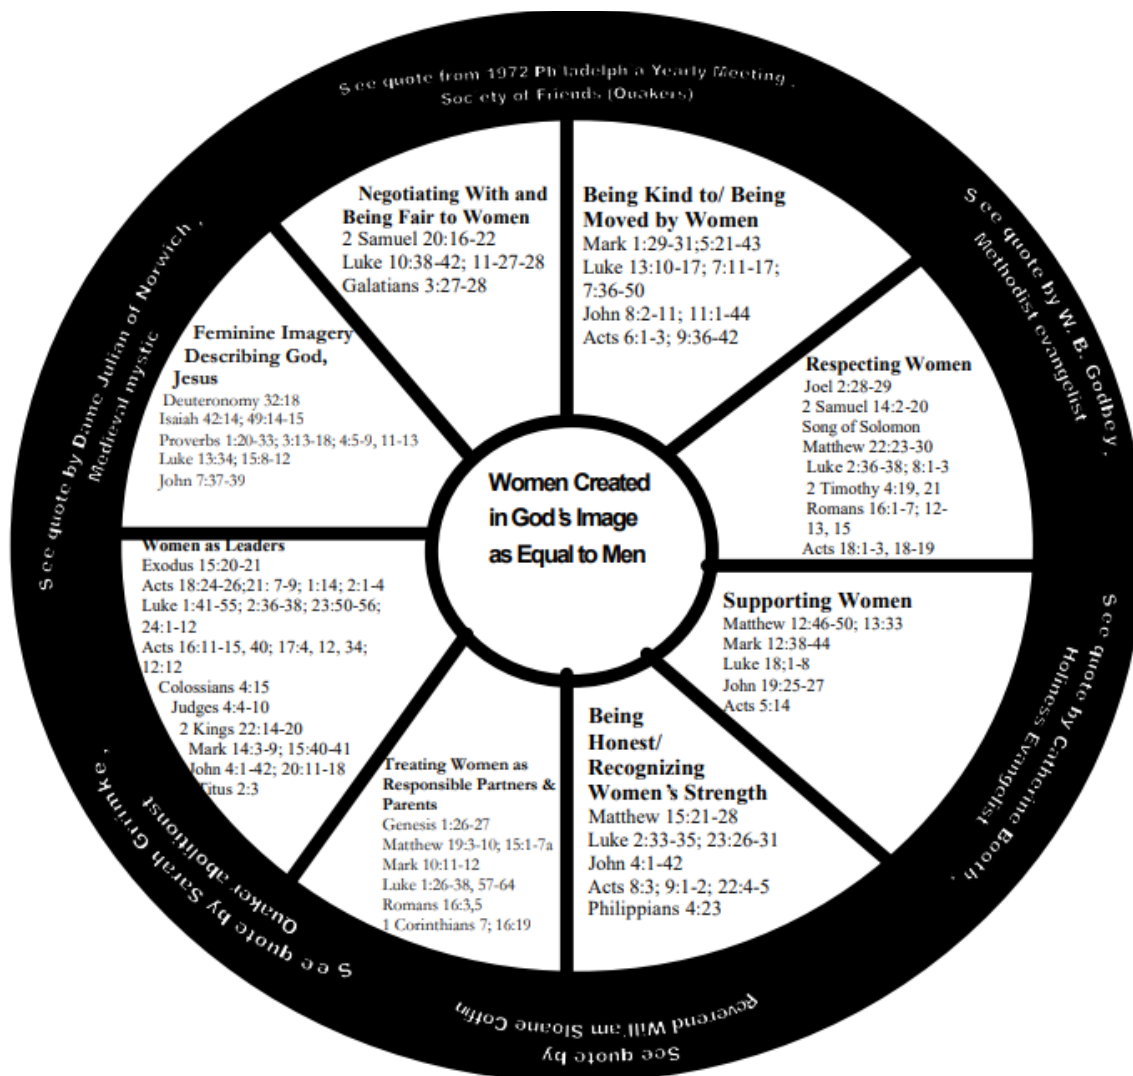 See quote from 1972 Philadelphia Yearly Meeting,
Society of Friends (Quakers)
See quote by W. B. Godbey,
Methodist evangelist
See quote by Catherine Booth,
Holiness Evangelist
See quote by
Reverend William Sloane Coffin
See quote by Sarah Grrimke,
Quaker abolitionst
See quote by Dame Julian of Norwich,
Medieval mystic
Women Created
in God's Image
as Equal to Men
Being Kind to/ Being
Moved by Women
Mark 1:29-31;5:21-43
Luke 13:10-17; 7:11-17;
7:36-50
John 8:2-11; 11:1-44
Acts 6:1-3; 9:36-42
Respecting Women
Joel 2:28-29
2 Samuel 14:2-20
Song of Solomon
Matthew 22:23-30
Luke 2:36-38; 8:1-3
2 Timothy 4:19, 21
Romans 16:1-7; 12-
13, 15
Acts 18:1-3, 18-19
Supporting Women
Matthew 12:46-50; 13:33
Mark 12:38-44
Luke 18;1-8
John 19:25-27
Acts 5:14
Being
Honest/
Recognizing
Women's Strength
Matthew 15:21-28
Luke 2:33-35; 23:26-31
John 4:1-42
Acts 8:3; 9:1-2; 22:4-5
Philippians 4:23
Treating Women as
Responsible Partners &
Parents
Genesis 1:26-27
Matthew 19:3-10; 15:1-7a
Mark 10:11-12
Luke 1:26-38, 57-64
Romans 16:3,5
1 Corinthians 7; 16:19
Women as Leaders
Exodus 15:20-21
Acts 18:24-26;21: 7-9; 1:14; 2:1-4
Luke 1:41-55; 2:36-38; 23:50-56;
24:1-12
Acts 16:11-15, 40; 17:4, 12, 34;
12:12
Colossians 4:15
Judges 4:4-10
2 Kings 22:14-20
Mark 14:3-9; 15:40-41
John 4:1-42; 20:11-18
Titus 2:3
Feminine Imagery
Describing God,
Jesus
Deuteronomy 32:18
Isaiah 42:14; 49:14-15
Proverbs 1:20-33; 3:13-18; 4:5-9, 11-13
Luke 13:34; 15:8-12
John 7:37-39
Negotiating With and
Being Fair to Women
2 Samuel 20:16-22
Luke 10:38-42; 11-27-28
Galatians 3:27-28